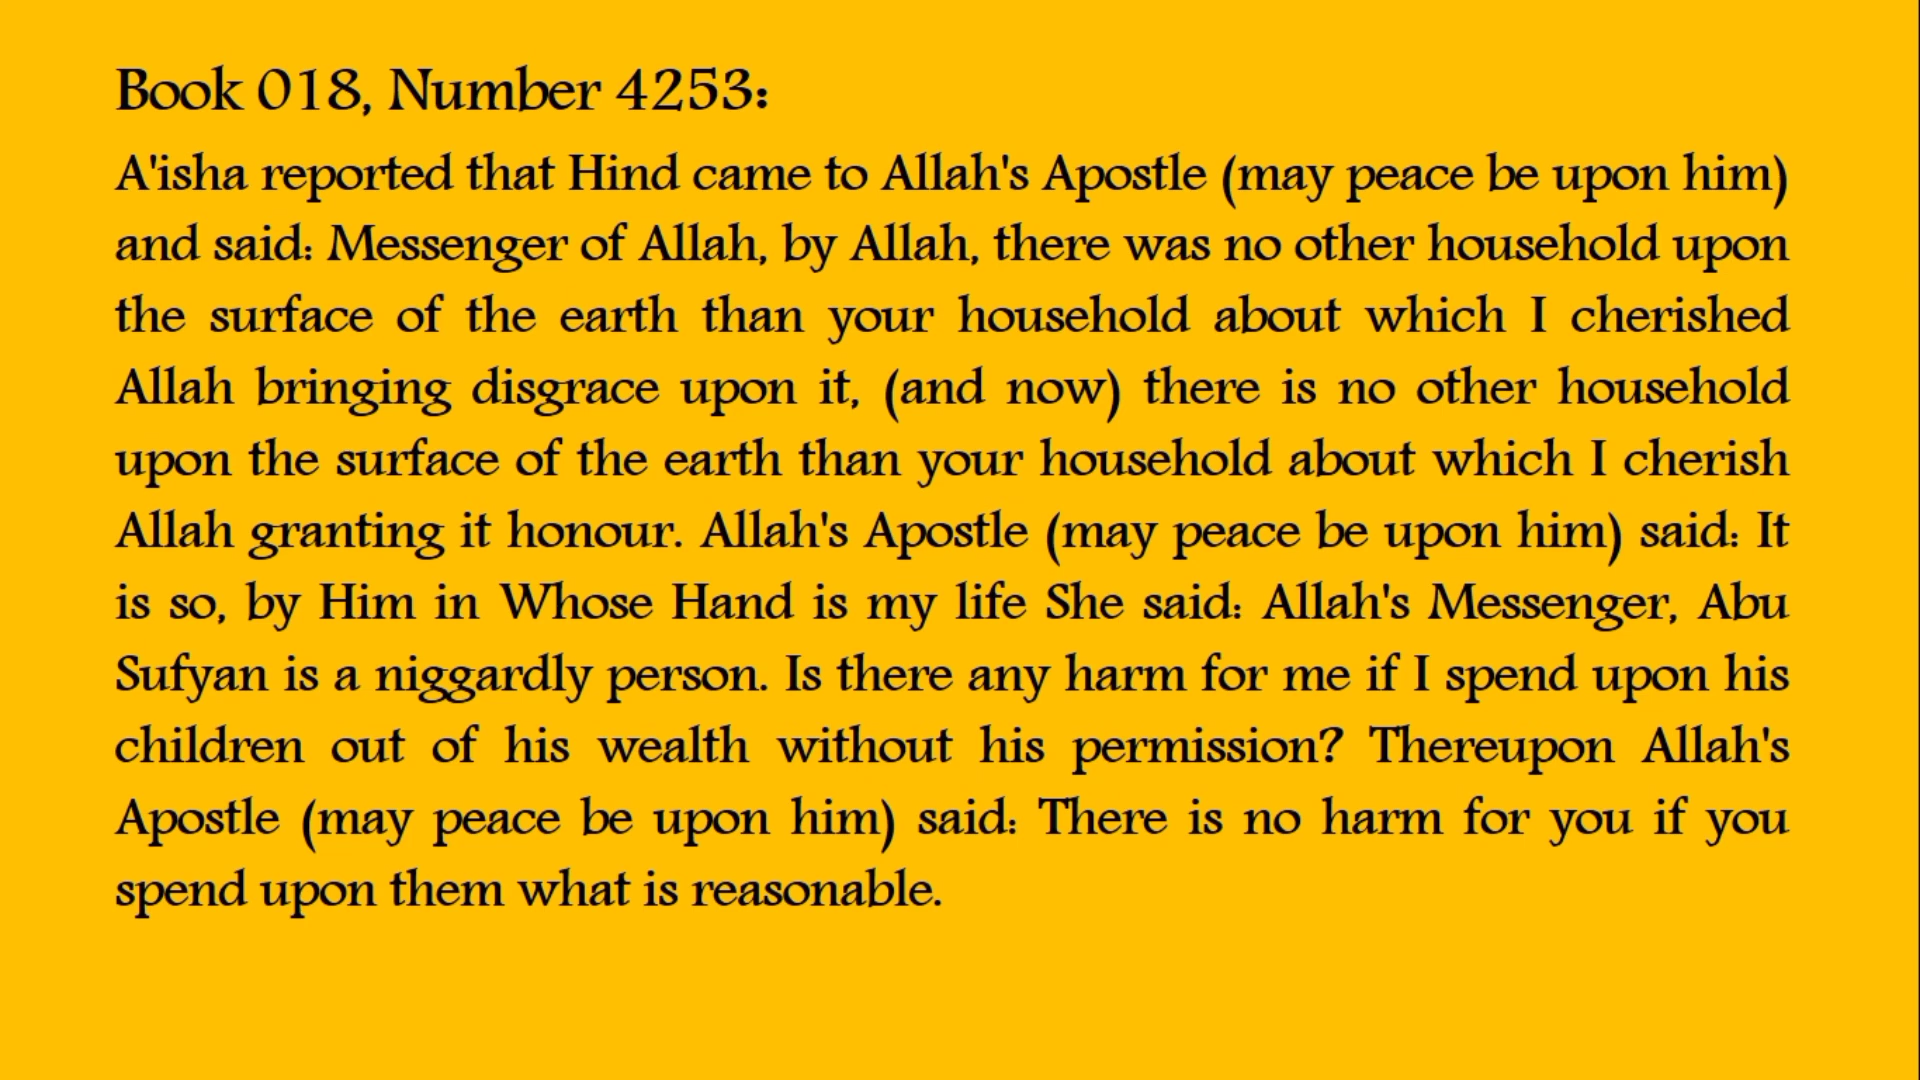 Book 018, Number 4253:
A'isha reported that Hind came to Allah's Apostle (may peace be upon him)
and said: Messenger of Allah, by Allah, there was no other household upon
the surface of the earth than your household about which I cherished
Allah bringing disgrace upon it, (and now) there is no other household
upon the surface of the earth than your household about which I cherish
Allah granting it honour. Allah's Apostle (may peace be upon him) said: It
is so, by Him in Whose Hand is my life She said: Allah's Messenger, Abu
Sufyan is a niggardly person. Is there any harm for me if I spend upon his
children out of his wealth without his permission? Thereupon Allah's
Apostle (may peace be upon him) said: There is no harm for you if you
spend upon them what is reasonable.